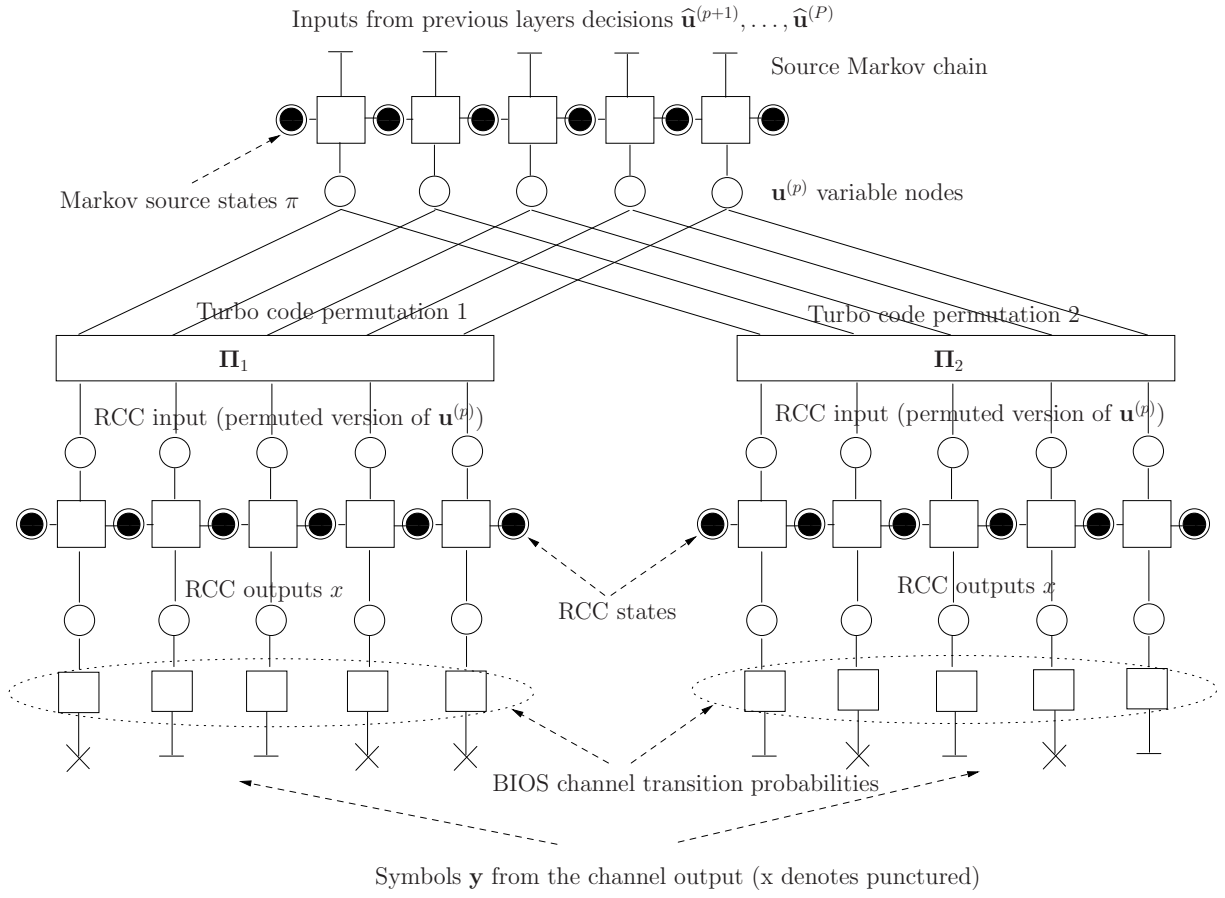 Inputs from previous layers decisions û^(p+1), . . . , û^(P)
Source Markov chain
Markov source states π
u^(p) variable nodes
Turbo code permutation 1
Turbo code permutation 2
Π₁
Π₂
RCC input (permuted version of u^(p))
RCC input (permuted version of u^(p))
RCC outputs x
RCC outputs x
RCC states
BIOS channel transition probabilities
Symbols y from the channel output (x denotes punctured)